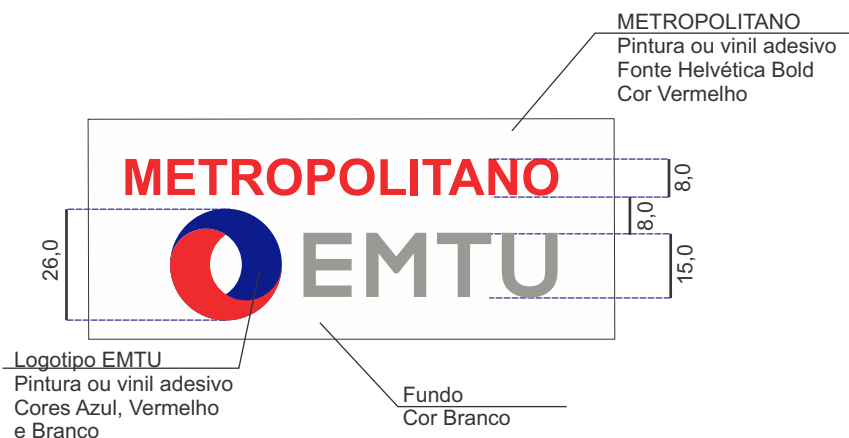 METROPOLITANO
Pintura ou vinil adesivo
Fonte Helvética Bold
Cor Vermelho
METROPOLITANO
8,0
8,0
26,0
EMTU
15,0
Logotipo EMTU
Pintura ou vinil adesivo
Cores Azul, Vermelho
e Branco
Fundo
Cor Branco